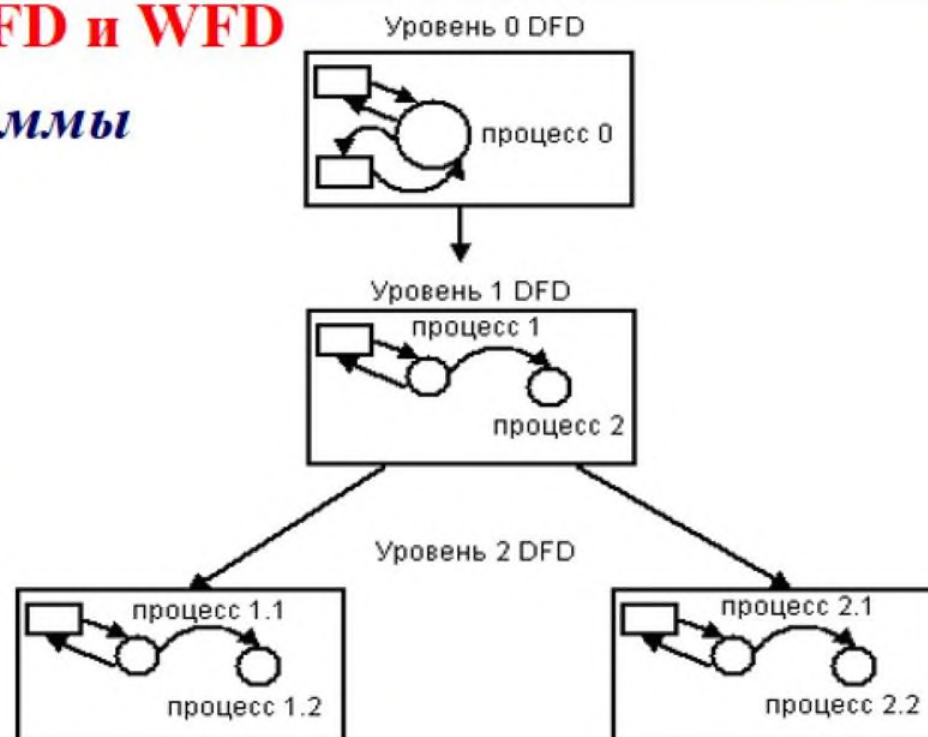 FD и WFD
ммы
Уровень 0 DFD
процесс 0
Уровень 1 DFD
процесс 1
процесс 2
Уровень 2 DFD
процесс 1.1
процесс 1.2
процесс 2.1
процесс 2.2